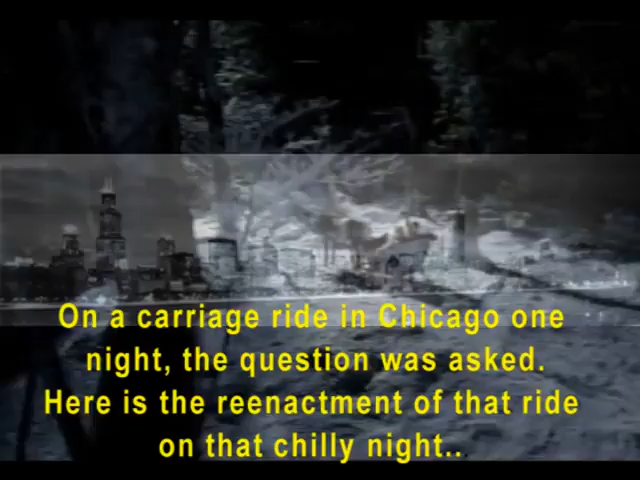 On a carriage ride in Chicago one
night, the question was asked.
Here is the reenactment of that ride
on that chilly night..